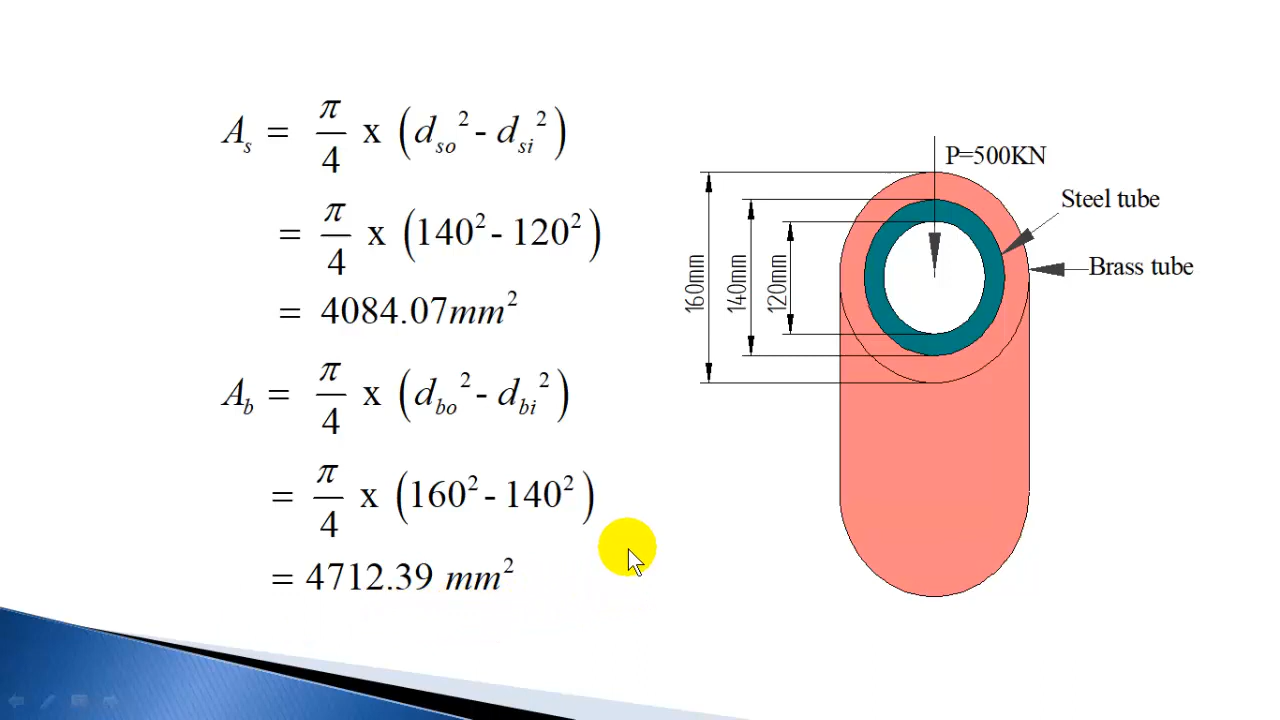 A_s = π/4 x (d_so² - d_si²)
= π/4 x (140² - 120²)
= 4084.07mm²
A_b = π/4 x (d_bo² - d_bi²)
= π/4 x (160² - 140²)
= 4712.39 mm²
P=500KN
Steel tube
Brass tube
160mm
140mm
120mm